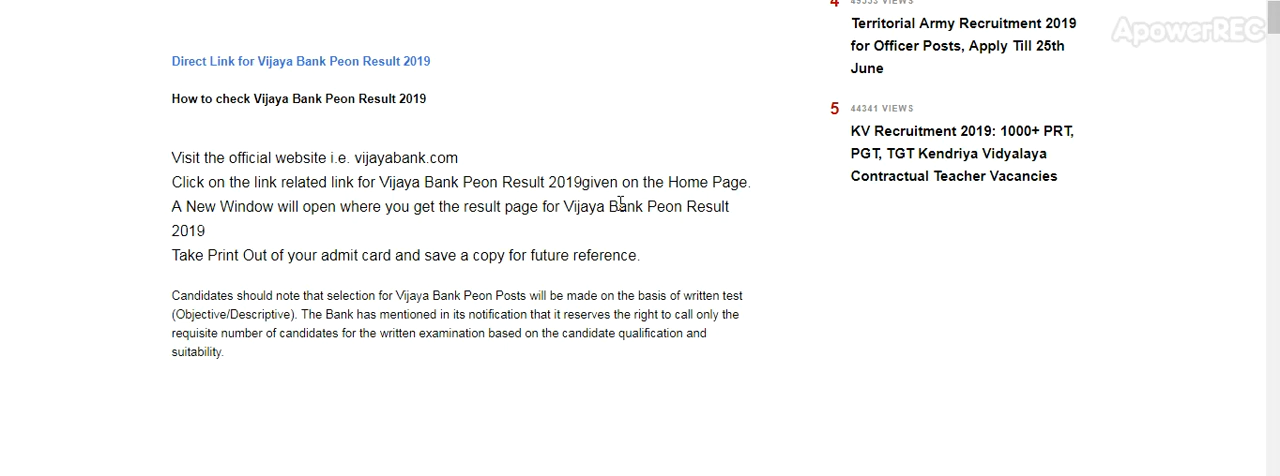 Direct Link for Vijaya Bank Peon Result 2019
How to check Vijaya Bank Peon Result 2019
Visit the official website i.e. vijayabank.com
Click on the link related link for Vijaya Bank Peon Result 2019given on the Home Page.
A New Window will open where you get the result page for Vijaya Bank Peon Result
2019
Take Print Out of your admit card and save a copy for future reference.
Candidates should note that selection for Vijaya Bank Peon Posts will be made on the basis of written test
(Objective/Descriptive). The Bank has mentioned in its notification that it reserves the right to call only the
requisite number of candidates for the written examination based on the candidate qualification and
suitability.
4
VIEWS
Territorial Army Recruitment 2019
for Officer Posts, Apply Till 25th
June
5
44341 VIEWS
KV Recruitment 2019: 1000+ PRT,
PGT, TGT Kendriya Vidyalaya
Contractual Teacher Vacancies
ApowerREC